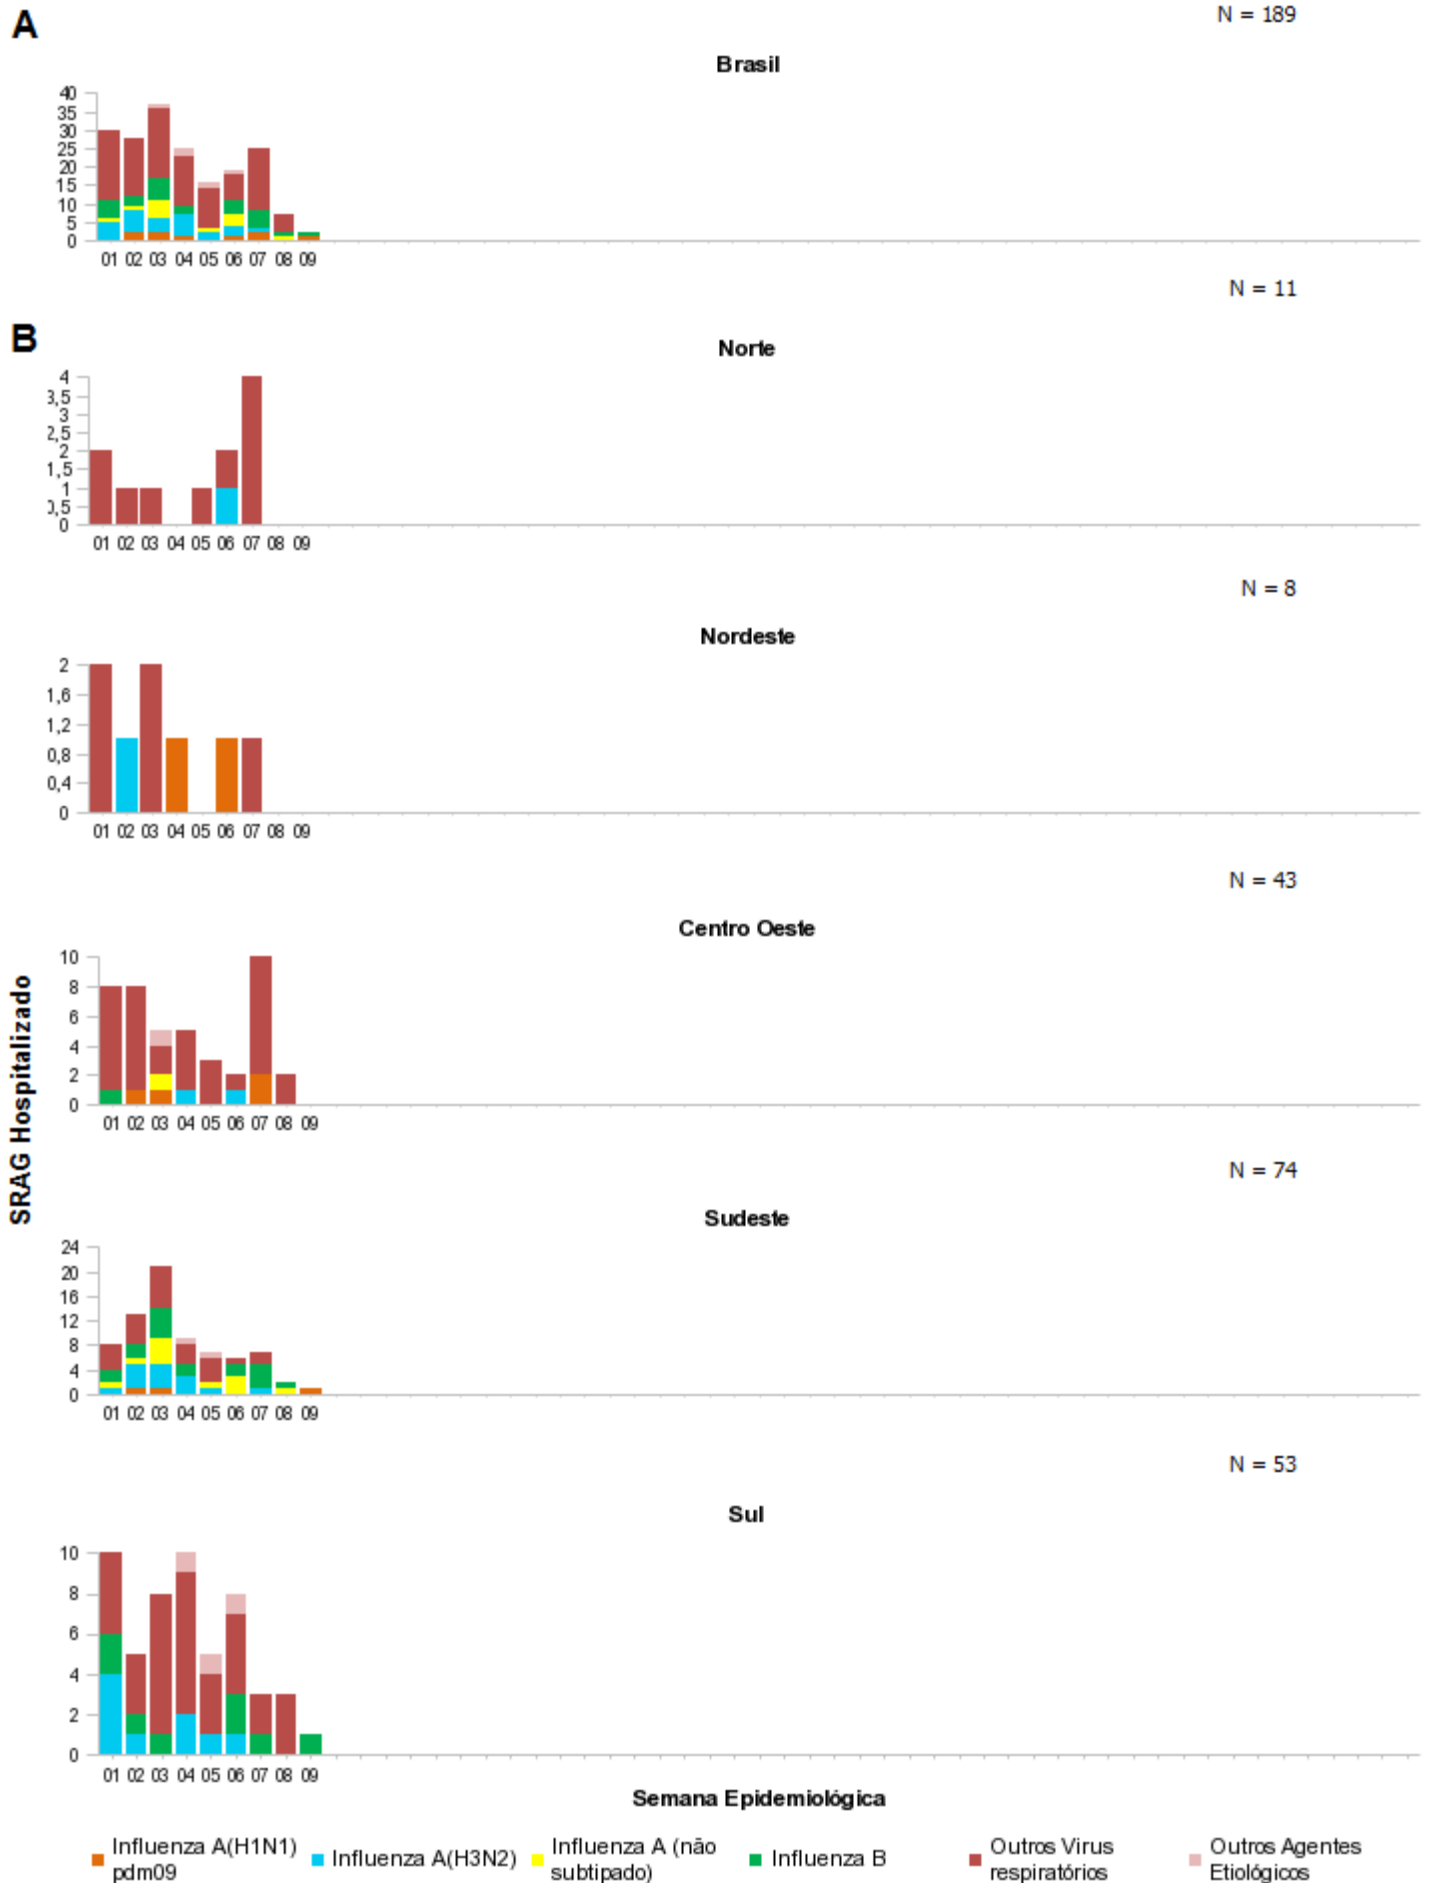 A
N = 189
Brasil
40
35
30
25
20
15
10
5
0
01 02 03 04 05 06 07 08 09
N = 11
B
Norte
4
3,5
3
2,5
2
1,5
1
0,5
0
01 02 03 04 05 06 07 08 09
N = 8
Nordeste
2
1,6
1,2
0,8
0,4
0
01 02 03 04 05 06 07 08 09
N = 43
Centro Oeste
10
8
6
4
2
0
01 02 03 04 05 06 07 08 09
SRAG Hospitalizado
N = 74
Sudeste
24
20
16
12
8
4
0
01 02 03 04 05 06 07 08 09
N = 53
Sul
10
8
6
4
2
0
01 02 03 04 05 06 07 08 09
Semana Epidemiológica
Influenza A(H1N1)
pdm09
Influenza A(H3N2)
Influenza A (não
subtipado)
Influenza B
Outros Virus
respiratórios
Outros Agentes
Etiológicos